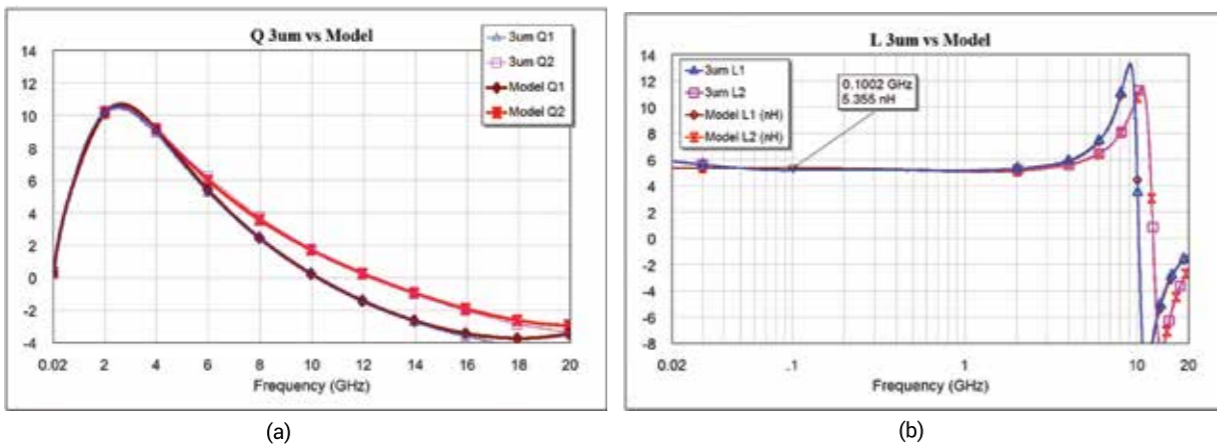 Q 3um vs Model
3um Q1
3um Q2
Model Q1
Model Q2
14
12
10
8
6
4
2
0
-2
-4
0.02 2 4 6 8 10 12 14 16 18 20
Frequency (GHz)
(a)
L 3um vs Model
3um L1
3um L2
Model L1 (nH)
Model L2 (nH)
0.1002 GHz
5.355 nH
14
12
10
8
6
4
2
0
-2
-4
-6
-8
0.02 .1 1 10 20
Frequency (GHz)
(b)